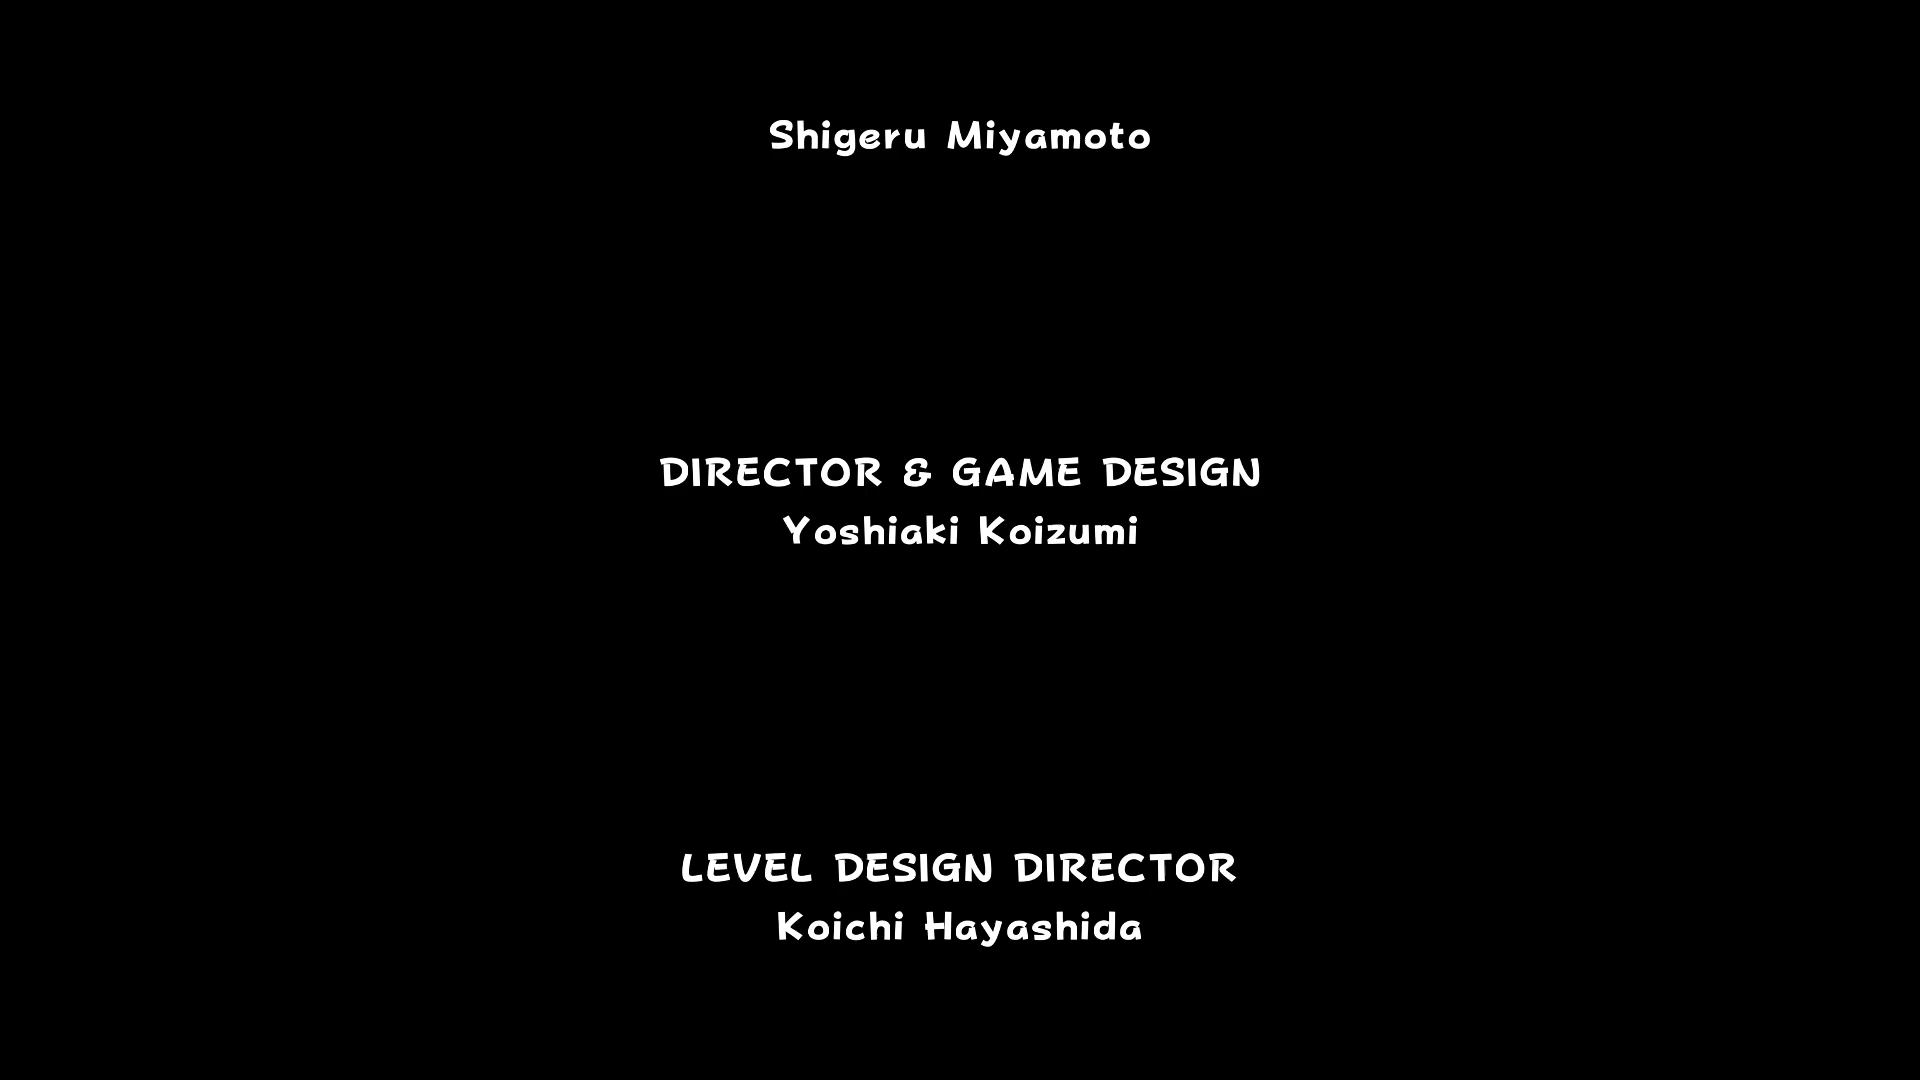 Shigeru Miyamoto
DIRECTOR & GAME DESIGN
Yoshiaki Koizumi
LEVEL DESIGN DIRECTOR
Koichi Hayashida